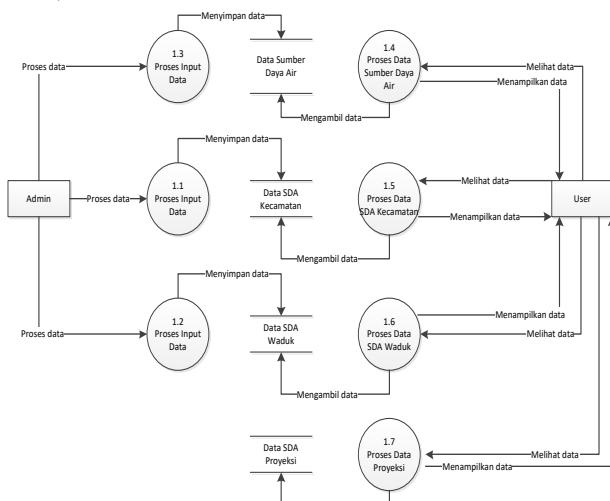 Menyimpan data
1.3
Proses Input
Data
Data Sumber
Daya Air
1.4
Proses Data
Sumber Daya
Air
Proses data
Melihat data
Menampilkan data
Mengambil data
Menyimpan data
Admin
Proses data
1.1
Proses Input
Data
Data SDA
Kecamatan
1.5
Proses Data
SDA Kecamatan
Melihat data
Menampilkan data
User
Mengambil data
Menyimpan data
Proses data
1.2
Proses Input
Data
Data SDA
Waduk
1.6
Proses Data
SDA Waduk
Menampilkan data
Melihat data
Mengambil data
Data SDA
Proyeksi
1.7
Proses Data
Proyeksi
Melihat data
Menampilkan data